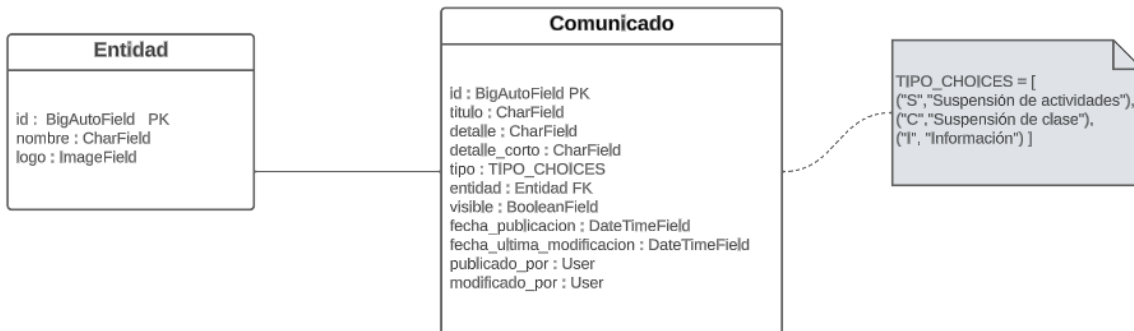 Entidad
id : BigAutoField PK
nombre : CharField
logo : ImageField
Comunicado
id : BigAutoField PK
titulo : CharField
detalle : CharField
detalle_corto : CharField
tipo : TIPO_CHOICES
entidad : Entidad FK
visible : BooleanField
fecha_publicacion : DateTimeField
fecha_ultima_modificacion : DateTimeField
publicado_por : User
modificado_por : User
TIPO_CHOICES = [
("S","Suspensión de actividades"),
("C","Suspensión de clase"),
("I", "Información") ]